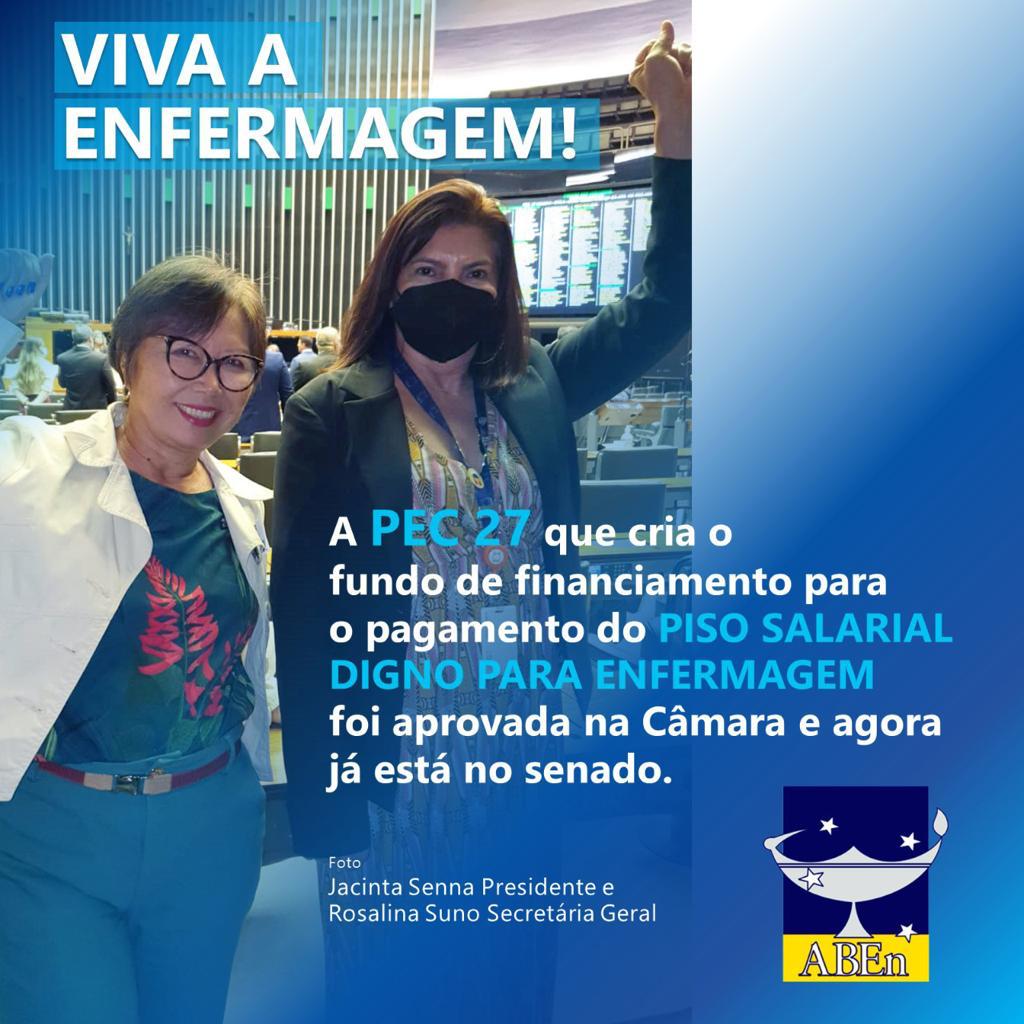 VIVA A
ENFERMAGEM!
A PEC 27 que cria o
fundo de financiamento para
o pagamento do PISO SALARIAL
DIGNO PARA ENFERMAGEM
foi aprovada na Câmara e agora
já está no senado.
Foto
Jacinta Senna Presidente e
Rosalina Suno Secretária Geral
ABEn